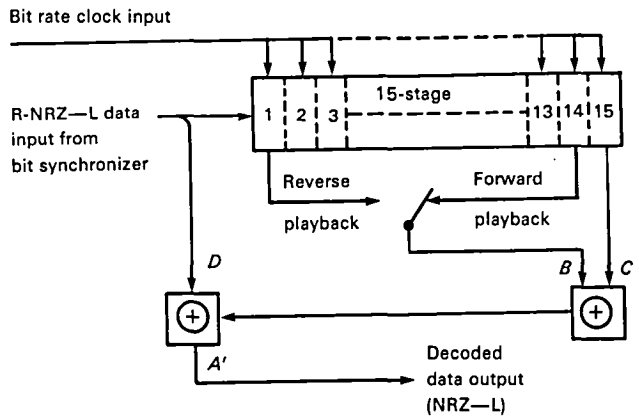 Bit rate clock input
15-stage
1 2 3 13 14 15
R-NRZ—L data
input from
bit synchronizer
Reverse
playback
Forward
playback
D
B
C
+
+
A'
Decoded
data output
(NRZ—L)